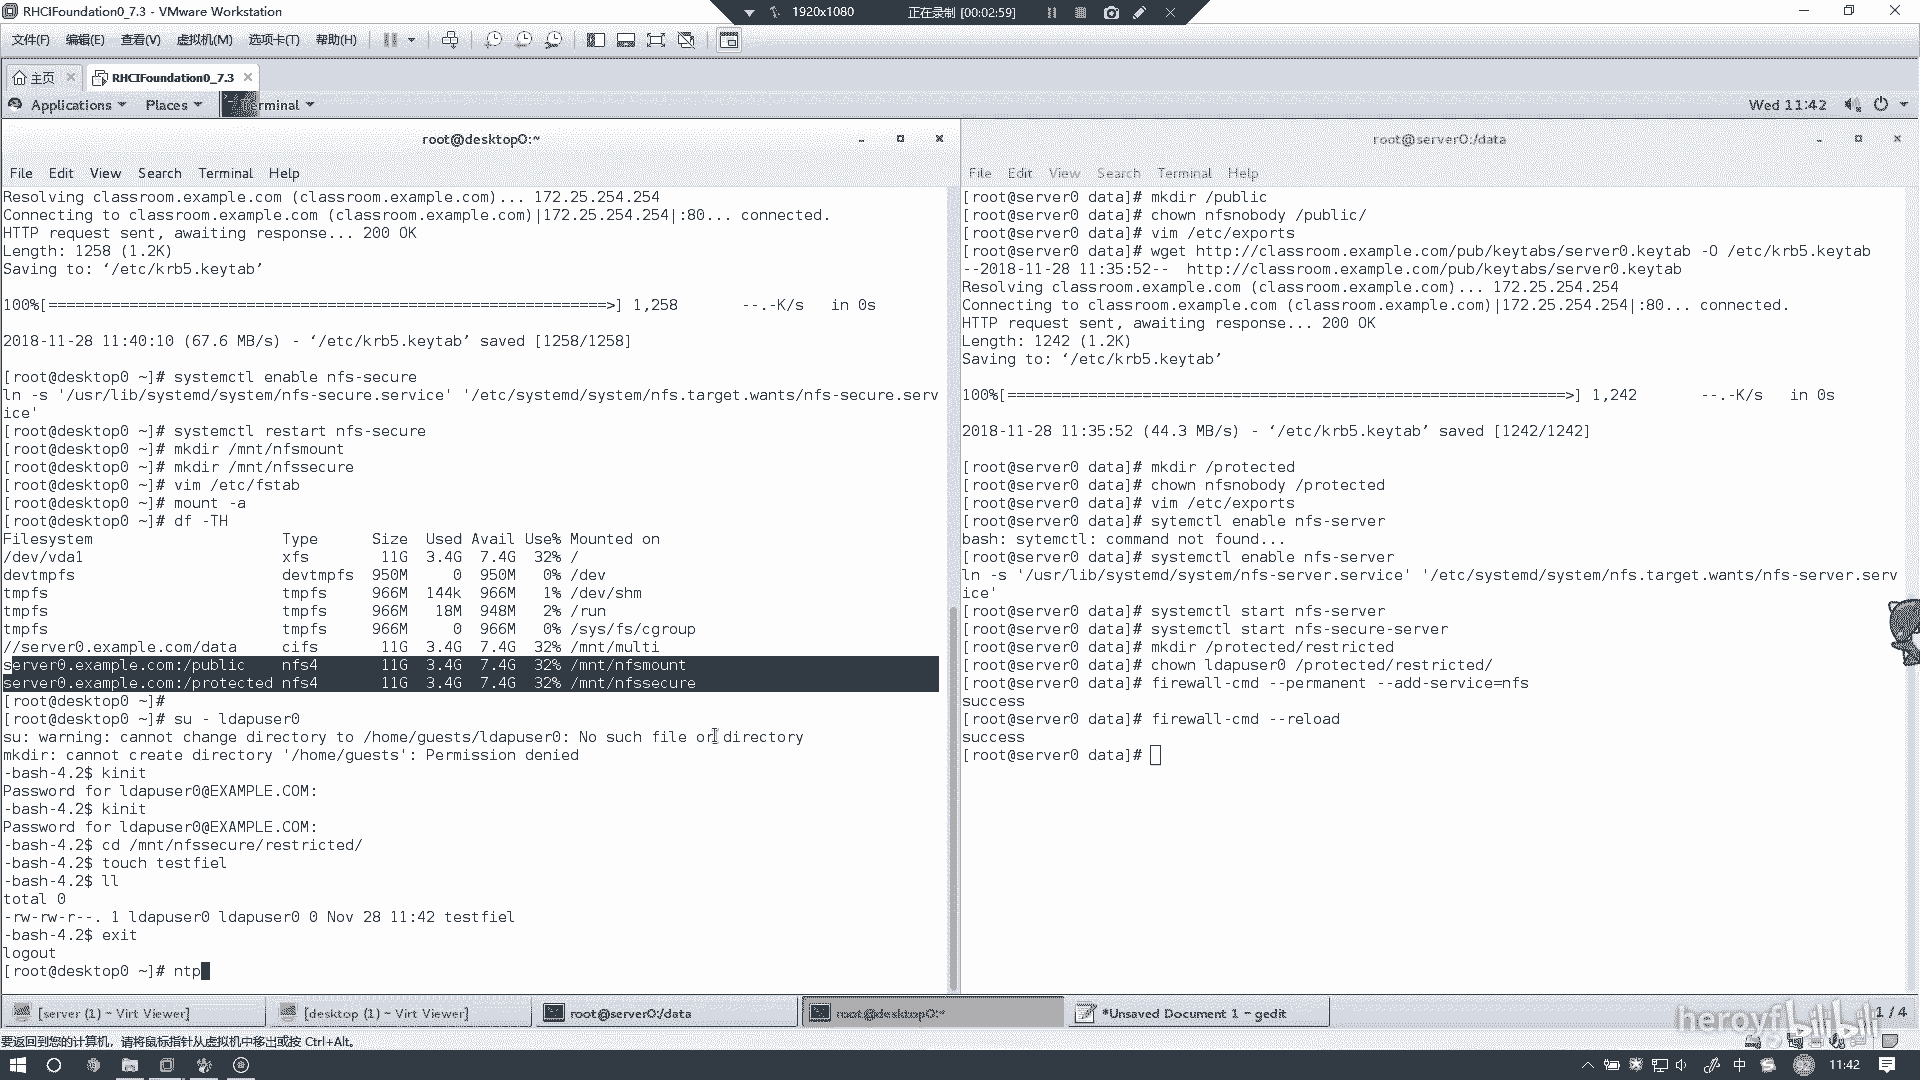 RHCIFoundation0_7.3 - VMware Workstation
1920x1080
正在录制 [00:02:59]
文件(F) 编辑(E) 查看(V) 虚拟机(M) 选项卡(T) 帮助(H)
主页
RHCIFoundation0_7.3
Applications Places Terminal
Wed 11:42
root@desktop0:~
File Edit View Search Terminal Help
Resolving classroom.example.com (classroom.example.com)... 172.25.254.254
Connecting to classroom.example.com (classroom.example.com)|172.25.254.254|:80... connected.
HTTP request sent, awaiting response... 200 OK
Length: 1258 (1.2K)
Saving to: ‘/etc/krb5.keytab’
100%[==============================================================>] 1,258 --.-K/s in 0s
2018-11-28 11:40:10 (67.6 MB/s) - ‘/etc/krb5.keytab’ saved [1258/1258]
[root@desktop0 ~]# systemctl enable nfs-secure
ln -s '/usr/lib/systemd/system/nfs-secure.service' '/etc/systemd/system/nfs.target.wants/nfs-secure.serv
ice'
[root@desktop0 ~]# systemctl restart nfs-secure
[root@desktop0 ~]# mkdir /mnt/nfsmount
[root@desktop0 ~]# mkdir /mnt/nfssecure
[root@desktop0 ~]# vim /etc/fstab
[root@desktop0 ~]# mount -a
[root@desktop0 ~]# df -TH
Filesystem Type Size Used Avail Use% Mounted on
/dev/vda1 xfs 11G 3.4G 7.4G 32% /
devtmpfs devtmpfs 950M 0 950M 0% /dev
tmpfs tmpfs 966M 144k 966M 1% /dev/shm
tmpfs tmpfs 966M 18M 948M 2% /run
tmpfs tmpfs 966M 0 966M 0% /sys/fs/cgroup
//server0.example.com/data cifs 11G 3.4G 7.4G 32% /mnt/multi
server0.example.com:/public nfs4 11G 3.4G 7.4G 32% /mnt/nfsmount
server0.example.com:/protected nfs4 11G 3.4G 7.4G 32% /mnt/nfssecure
[root@desktop0 ~]#
[root@desktop0 ~]# su - ldapuser0
su: warning: cannot change directory to /home/guests/ldapuser0: No such file or directory
mkdir: cannot create directory '/home/guests': Permission denied
-bash-4.2$ kinit
Password for ldapuser0@EXAMPLE.COM:
-bash-4.2$ kinit
Password for ldapuser0@EXAMPLE.COM:
-bash-4.2$ cd /mnt/nfssecure/restricted/
-bash-4.2$ touch testfiel
-bash-4.2$ ll
total 0
-rw-rw-r--. 1 ldapuser0 ldapuser0 0 Nov 28 11:42 testfiel
-bash-4.2$ exit
logout
[root@desktop0 ~]# ntp
root@server0:/data
File Edit View Search Terminal Help
[root@server0 data]# mkdir /public
[root@server0 data]# chown nfsnobody /public/
[root@server0 data]# vim /etc/exports
[root@server0 data]# wget http://classroom.example.com/pub/keytabs/server0.keytab -O /etc/krb5.keytab
--2018-11-28 11:35:52-- http://classroom.example.com/pub/keytabs/server0.keytab
Resolving classroom.example.com (classroom.example.com)... 172.25.254.254
Connecting to classroom.example.com (classroom.example.com)|172.25.254.254|:80... connected.
HTTP request sent, awaiting response... 200 OK
Length: 1242 (1.2K)
Saving to: ‘/etc/krb5.keytab’
100%[==============================================================>] 1,242 --.-K/s in 0s
2018-11-28 11:35:52 (44.3 MB/s) - ‘/etc/krb5.keytab’ saved [1242/1242]
[root@server0 data]# mkdir /protected
[root@server0 data]# chown nfsnobody /protected
[root@server0 data]# vim /etc/exports
[root@server0 data]# sytemctl enable nfs-server
bash: sytemctl: command not found...
[root@server0 data]# systemctl enable nfs-server
ln -s '/usr/lib/systemd/system/nfs-server.service' '/etc/systemd/system/nfs.target.wants/nfs-server.serv
ice'
[root@server0 data]# systemctl start nfs-server
[root@server0 data]# systemctl start nfs-secure-server
[root@server0 data]# mkdir /protected/restricted
[root@server0 data]# chown ldapuser0 /protected/restricted/
[root@server0 data]# firewall-cmd --permanent --add-service=nfs
success
[root@server0 data]# firewall-cmd --reload
success
[root@server0 data]#
[server (1) ~ Virt Viewer]
[desktop (1) ~ Virt Viewer]
root@server0:/data
root@desktop0:~
*Unsaved Document 1 ~ gedit
heroyf bilibili
1 / 4
要返回到您的计算机，请将鼠标指针从虚拟机中移出或按 Ctrl+Alt。
中
11:42